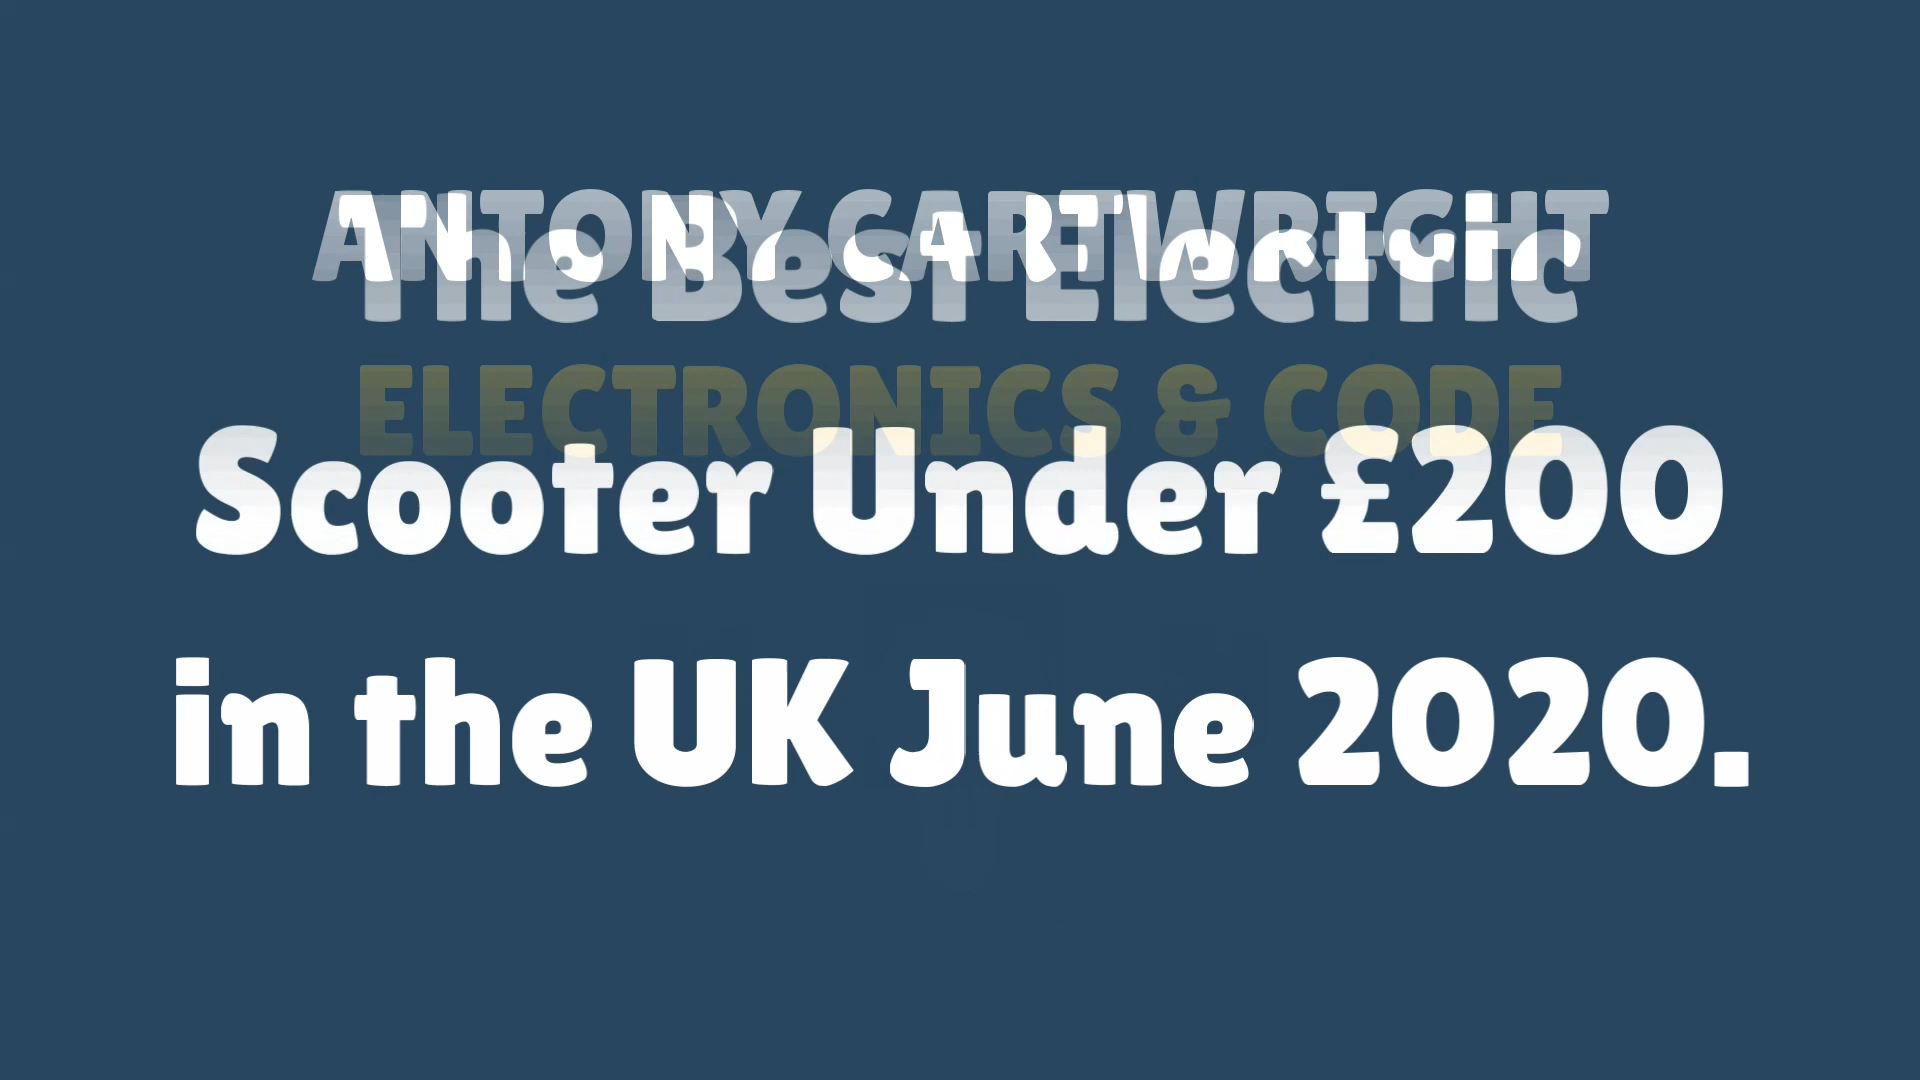 ANTONY CARTWRIGHT
The Best Electric
ELECTRONICS & CODE
Scooter Under £200
in the UK June 2020.